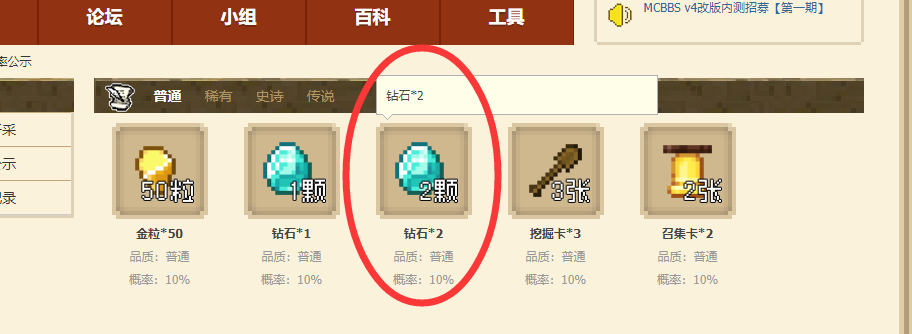 论坛 小组 百科 工具
MCBBS v4改版内测招募【第一期】
率公示
普通 稀有 史诗 传说
钻石*2
采
公示
记录
50粒 1颗 2颗 3张 2张
金粒*50 钻石*1 钻石*2 挖掘卡*3 召集卡*2
品质：普通 品质：普通 品质：普通 品质：普通 品质：普通
概率：10% 概率：10% 概率：10% 概率：10% 概率：10%